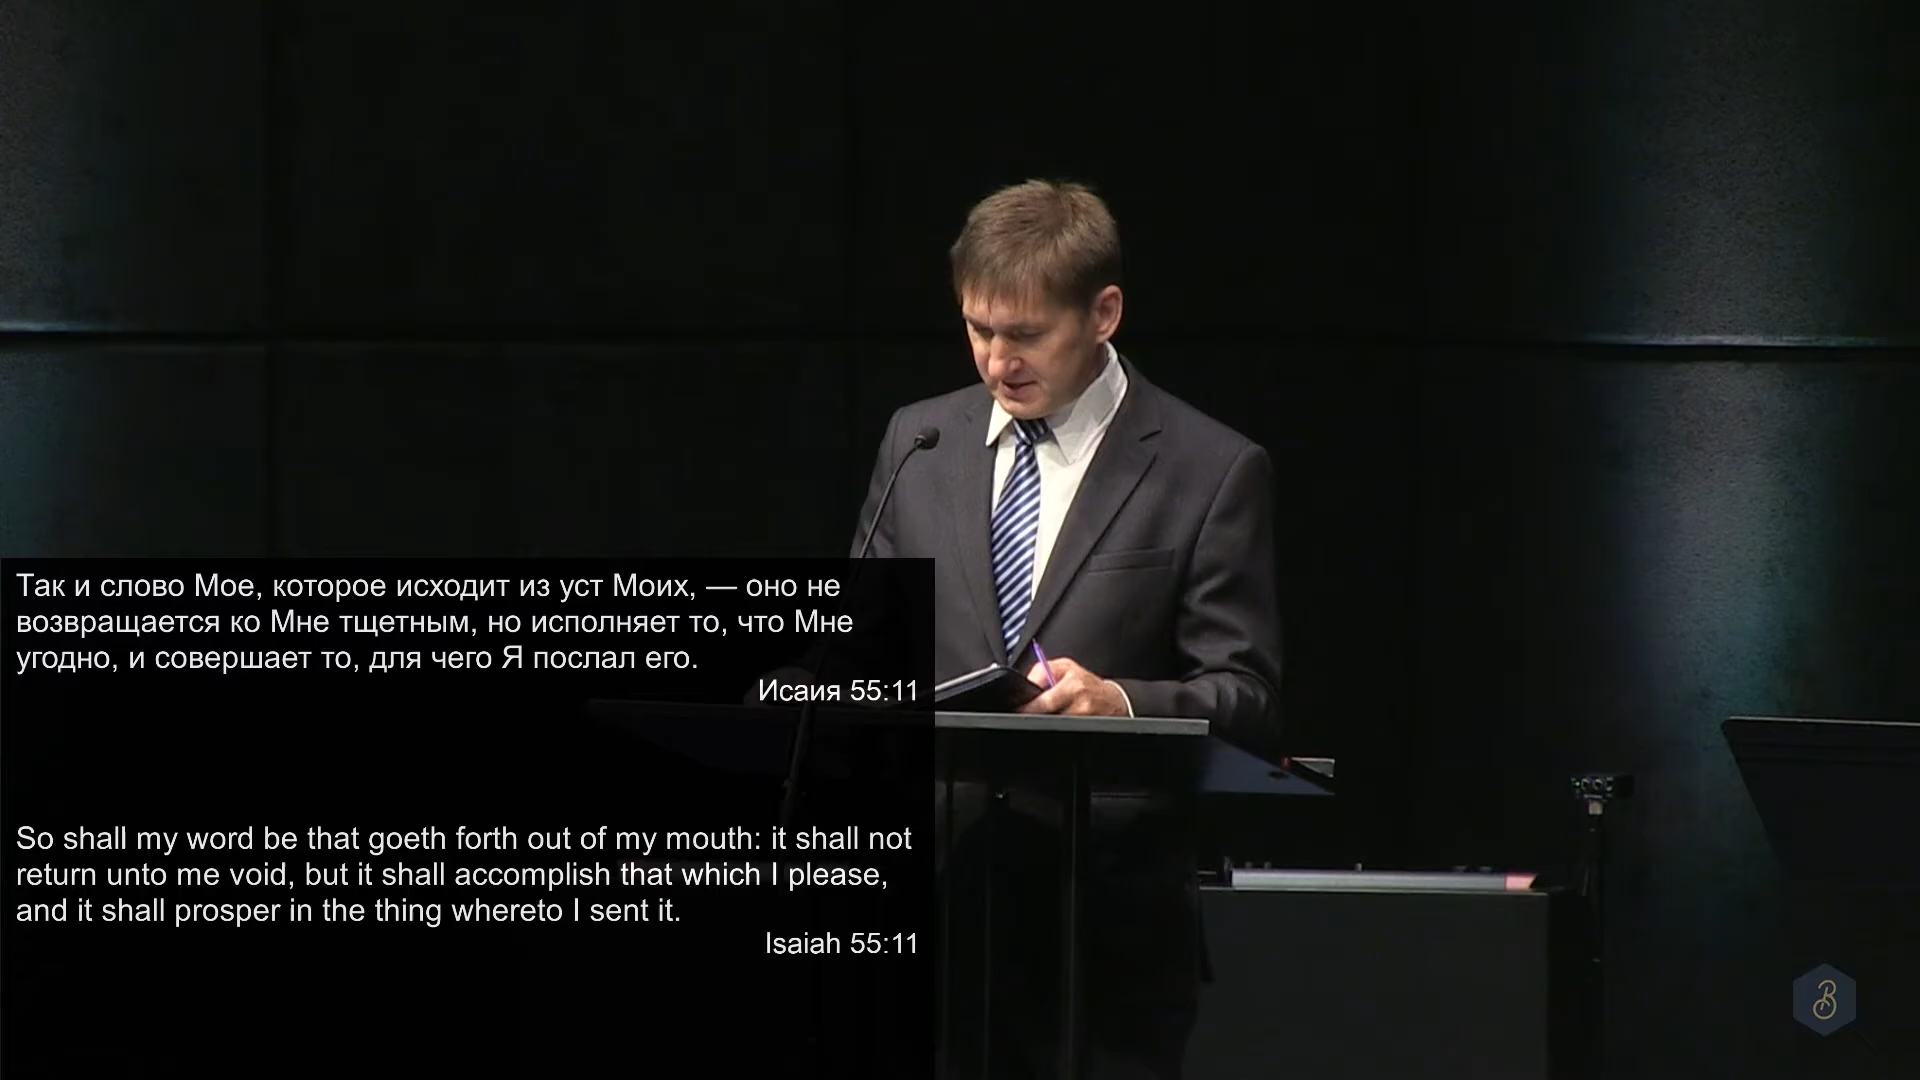 Так и слово Мое, которое исходит из уст Моих, — оно не
возвращается ко Мне тщетным, но исполняет то, что Мне
угодно, и совершает то, для чего Я послал его.
Исаия 55:11
So shall my word be that goeth forth out of my mouth: it shall not
return unto me void, but it shall accomplish that which I please,
and it shall prosper in the thing whereto I sent it.
Isaiah 55:11
B